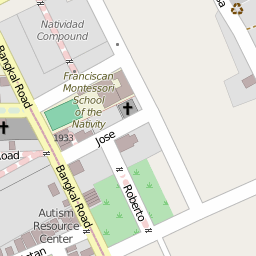 Natividad
Compound
Bangkal Road
Franciscan
Montessori
School
of the
Nativity
1933
Jose
Road
Bangkal Road
Roberto
Autism
Resource
Center